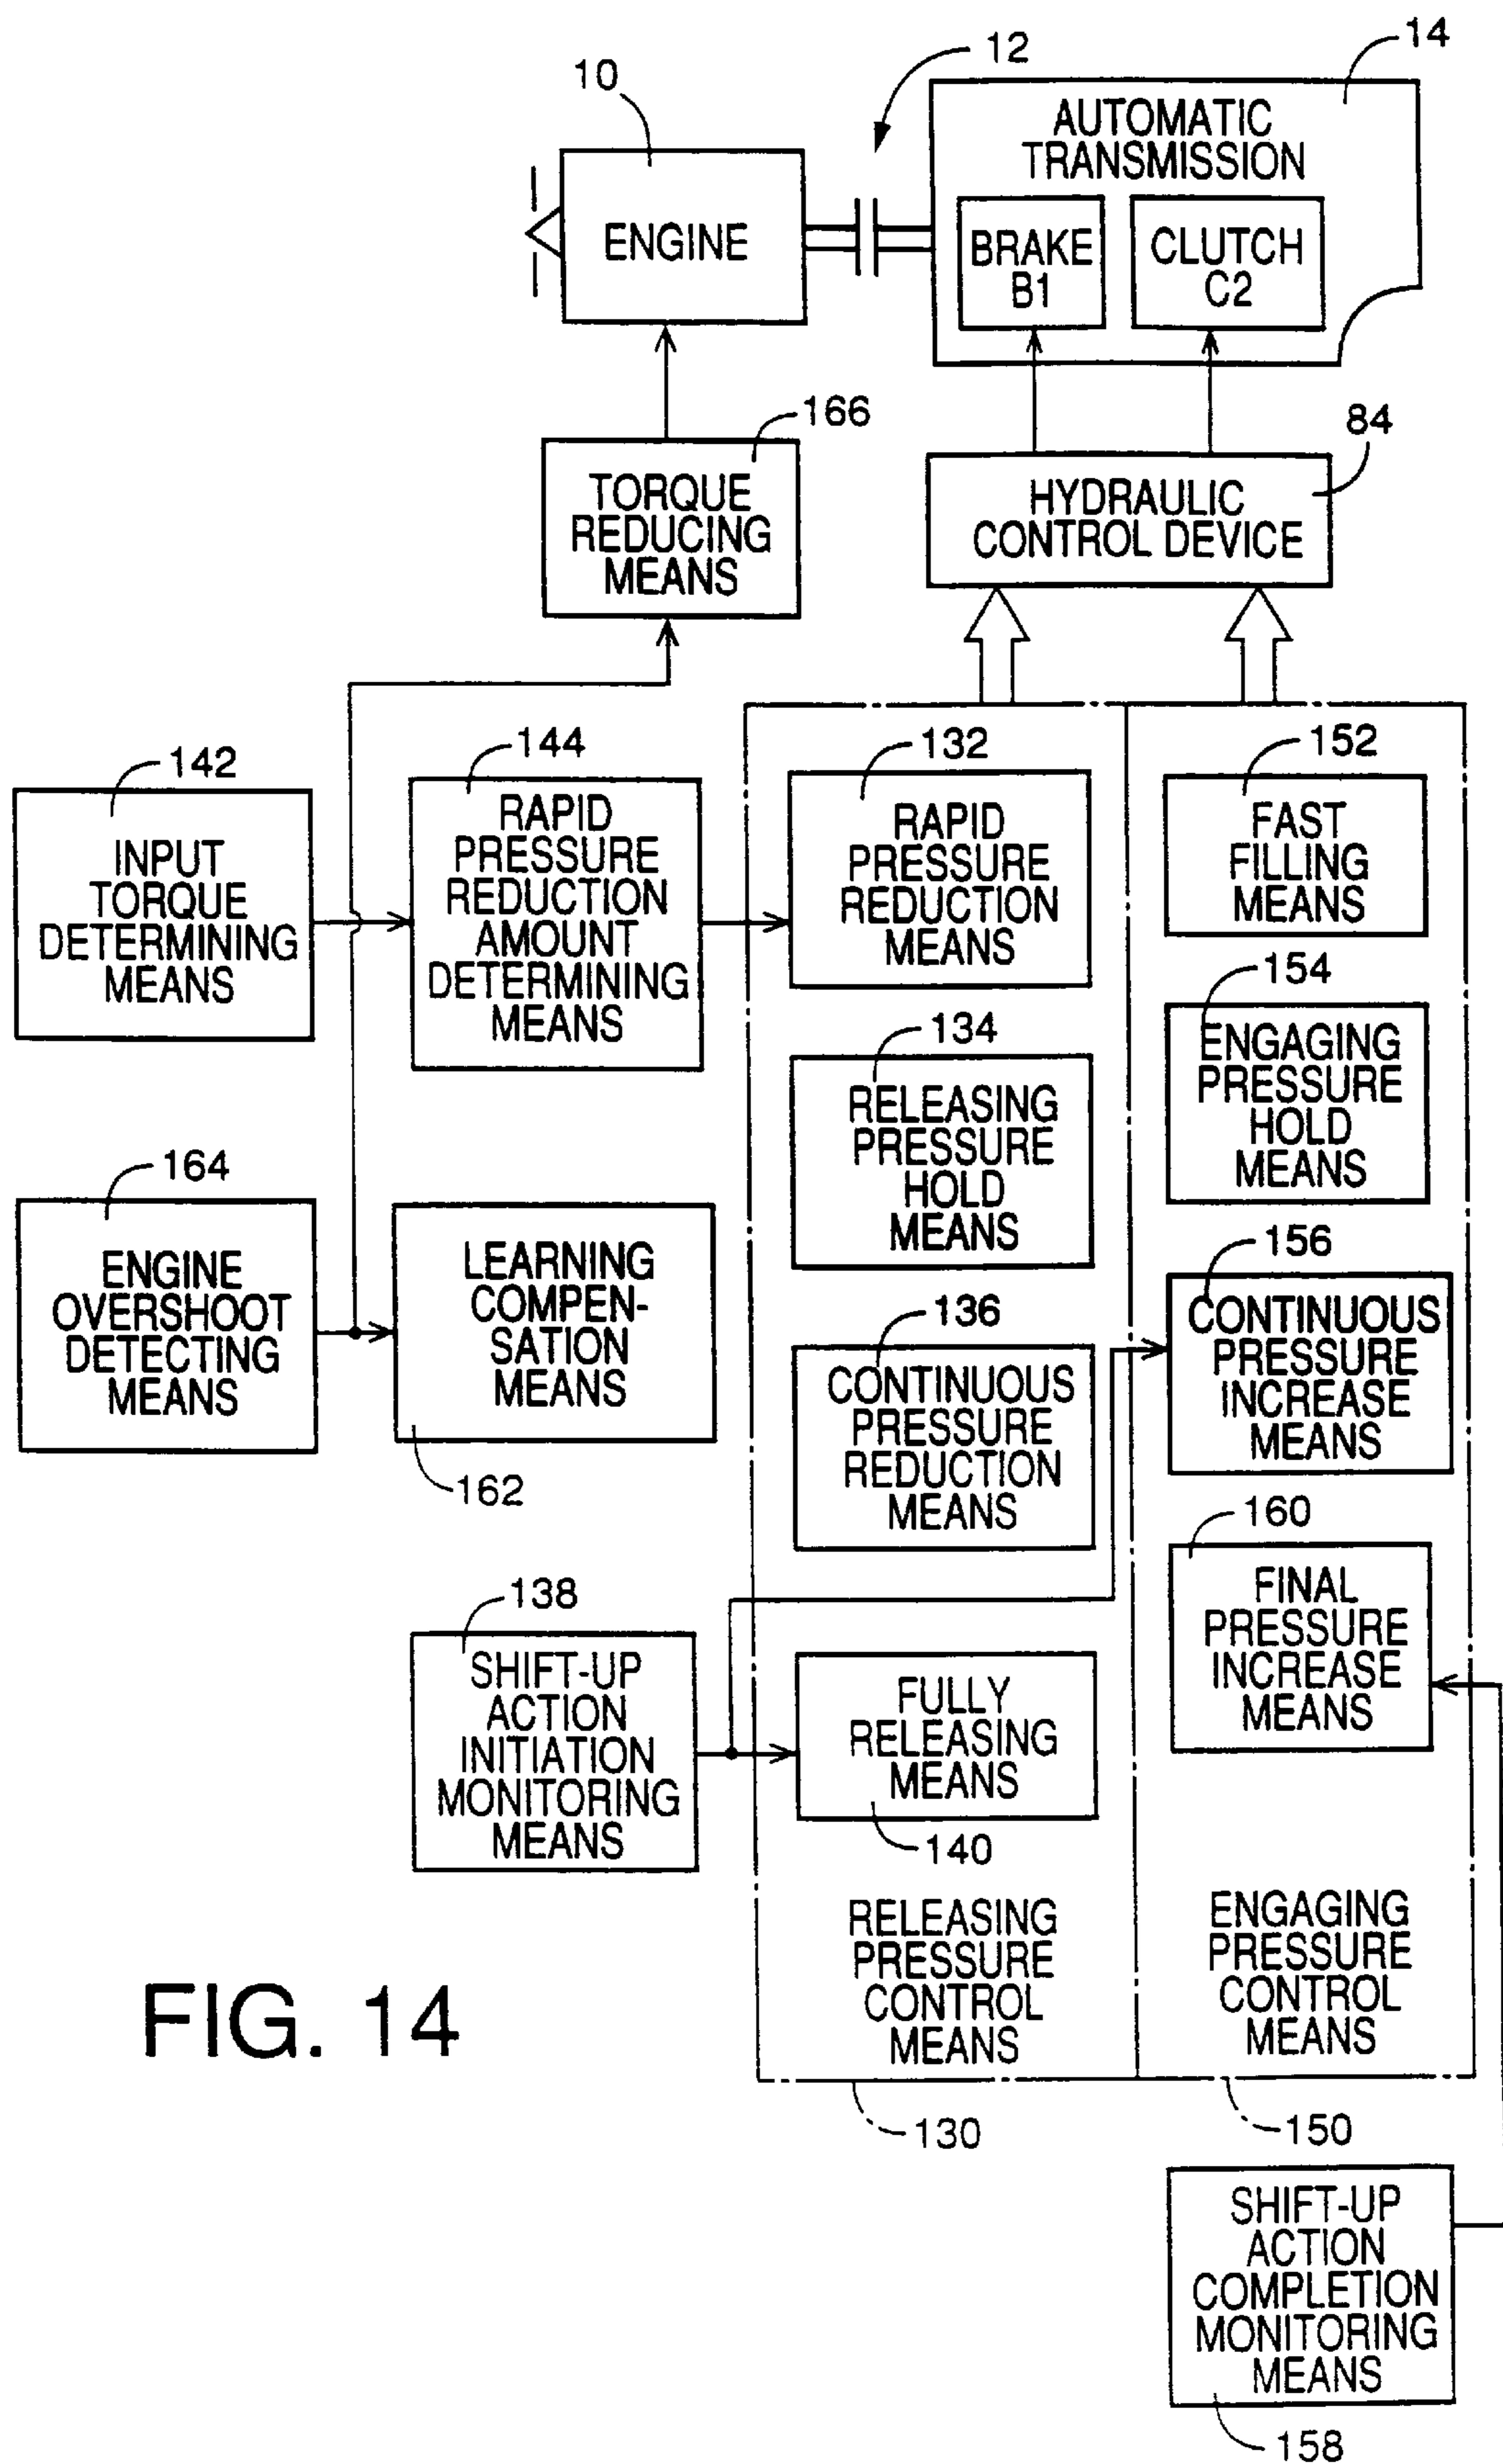 12
14
10
AUTOMATIC
TRANSMISSION
ENGINE
BRAKE
B1
CLUTCH
C2
166
84
TORQUE
REDUCING
MEANS
HYDRAULIC
CONTROL DEVICE
142
INPUT
TORQUE
DETERMINING
MEANS
144
RAPID
PRESSURE
REDUCTION
AMOUNT
DETERMINING
MEANS
132
RAPID
PRESSURE
REDUCTION
MEANS
152
FAST
FILLING
MEANS
134
RELEASING
PRESSURE
HOLD
MEANS
154
ENGAGING
PRESSURE
HOLD
MEANS
164
ENGINE
OVERSHOOT
DETECTING
MEANS
LEARNING
COMPEN-
SATION
MEANS
162
136
CONTINUOUS
PRESSURE
REDUCTION
MEANS
156
CONTINUOUS
PRESSURE
INCREASE
MEANS
138
SHIFT-UP
ACTION
INITIATION
MONITORING
MEANS
FULLY
RELEASING
MEANS
140
160
FINAL
PRESSURE
INCREASE
MEANS
RELEASING
PRESSURE
CONTROL
MEANS
130
ENGAGING
PRESSURE
CONTROL
MEANS
150
SHIFT-UP
ACTION
COMPLETION
MONITORING
MEANS
158
FIG. 14